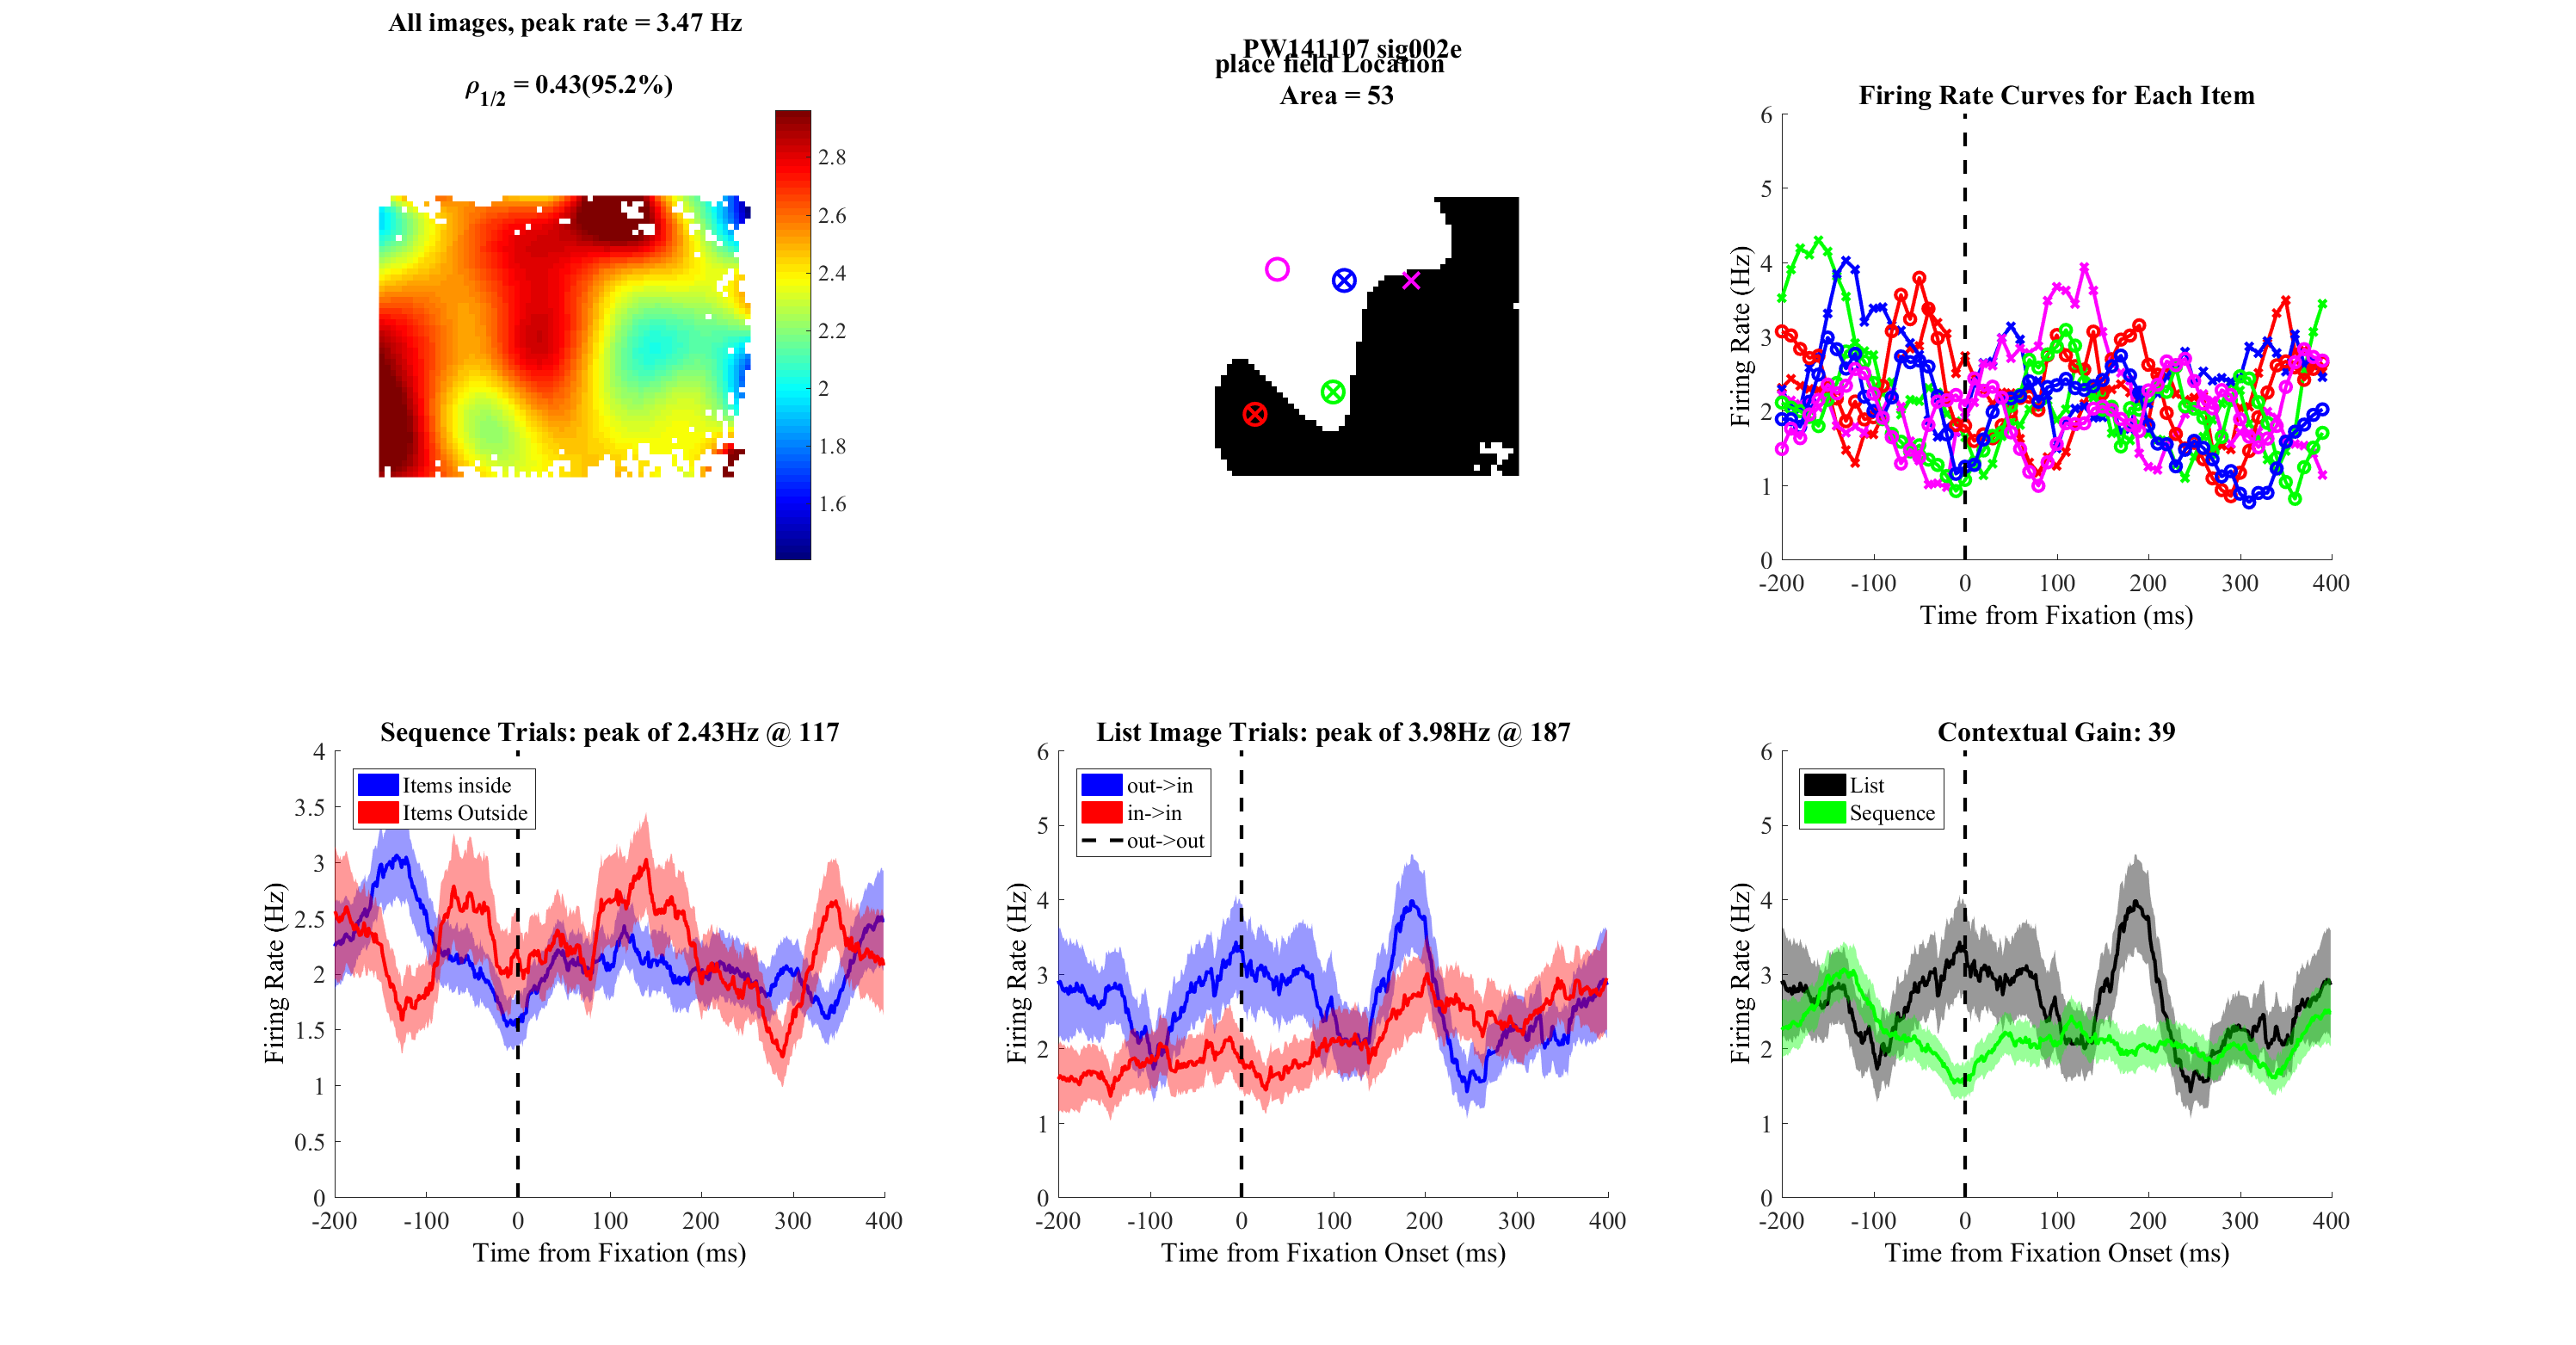 All images, peak rate = 3.47 Hz
ρ1/2 = 0.43(95.2%)
2.8
2.6
2.4
2.2
2
1.8
1.6
PW141107 sig002e
place field Location
Area = 53
Firing Rate Curves for Each Item
Firing Rate (Hz)
6
5
4
3
2
1
0
-200 -100 0 100 200 300 400
Time from Fixation (ms)
Sequence Trials: peak of 2.43Hz @ 117
Items inside
Items Outside
Firing Rate (Hz)
4
3.5
3
2.5
2
1.5
1
0.5
0
-200 -100 0 100 200 300 400
Time from Fixation (ms)
List Image Trials: peak of 3.98Hz @ 187
out->in
in->in
out->out
Firing Rate (Hz)
6
5
4
3
2
1
0
-200 -100 0 100 200 300 400
Time from Fixation Onset (ms)
Contextual Gain: 39
List
Sequence
Firing Rate (Hz)
6
5
4
3
2
1
0
-200 -100 0 100 200 300 400
Time from Fixation Onset (ms)